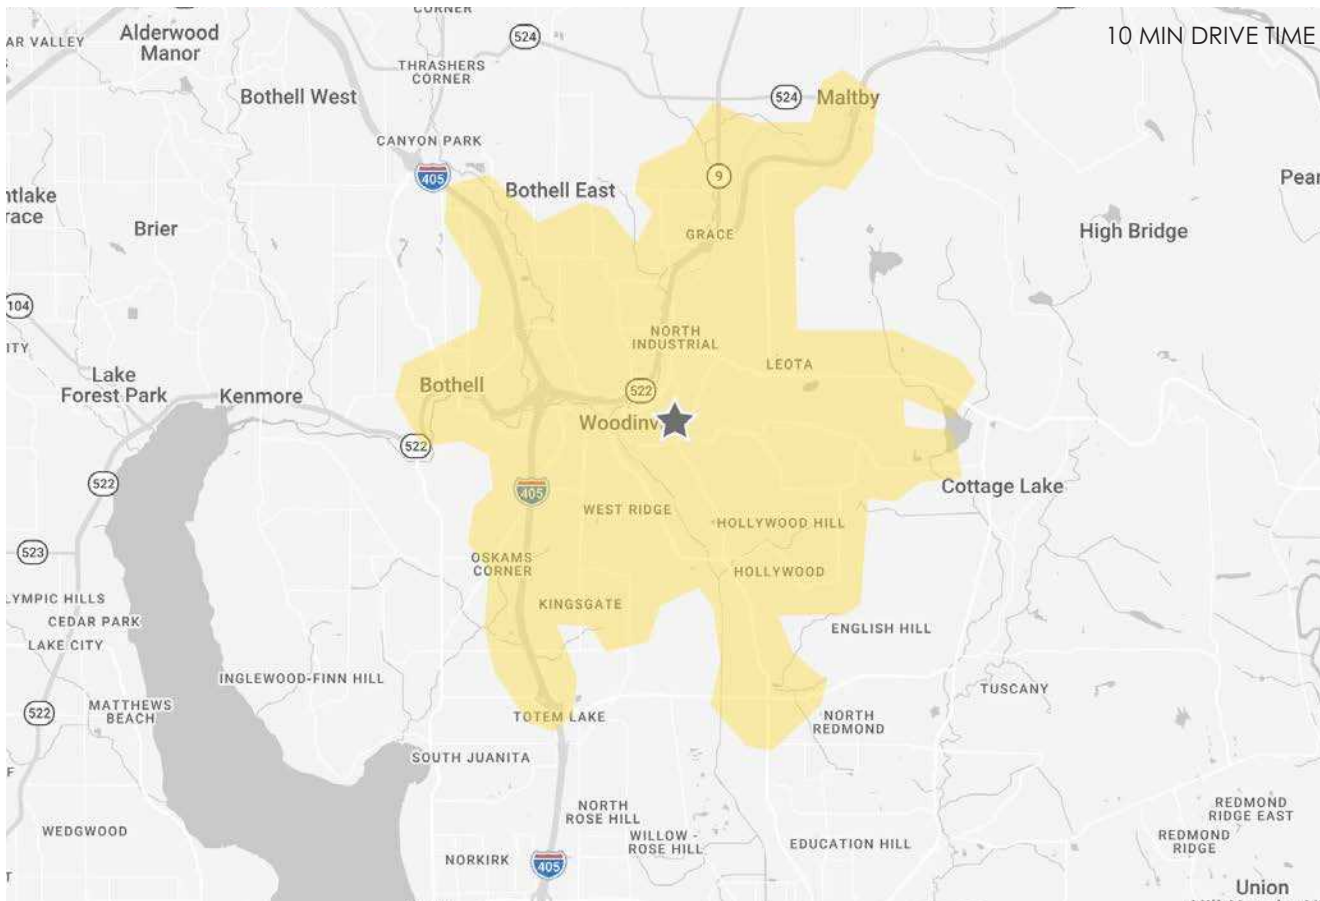 CORNER
10 MIN DRIVE TIME
AR VALLEY
Alderwood
Manor
524
THRASHERS
CORNER
Bothell West
524
Maltby
CANYON PARK
405
9
Bothell East
Pear
ntlake
race
Brier
GRACE
High Bridge
104
ITY
NORTH
INDUSTRIAL
LEOTA
Lake
Forest Park
Kenmore
Bothell
522
Woodinv
522
522
405
Cottage Lake
WEST RIDGE
HOLLYWOOD HILL
523
OSKAMS
CORNER
HOLLYWOOD
LYMPIC HILLS
CEDAR PARK
KINGSGATE
LAKE CITY
ENGLISH HILL
INGLEWOOD-FINN HILL
TUSCANY
522
MATTHEWS
BEACH
TOTEM LAKE
NORTH
REDMOND
SOUTH JUANITA
F
NORTH
ROSE HILL
REDMOND
RIDGE EAST
WEDGWOOD
WILLOW -
ROSE HILL
EDUCATION HILL
REDMOND
RIDGE
NORKIRK
405
T
Union